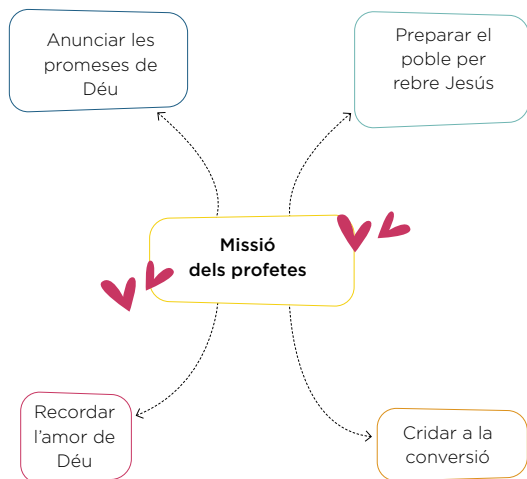 Anunciar les
promeses de
Déu
Preparar el
poble per
rebre Jesús
Missió
dels profetes
Recordar
l'amor de
Déu
Cridar a la
conversió